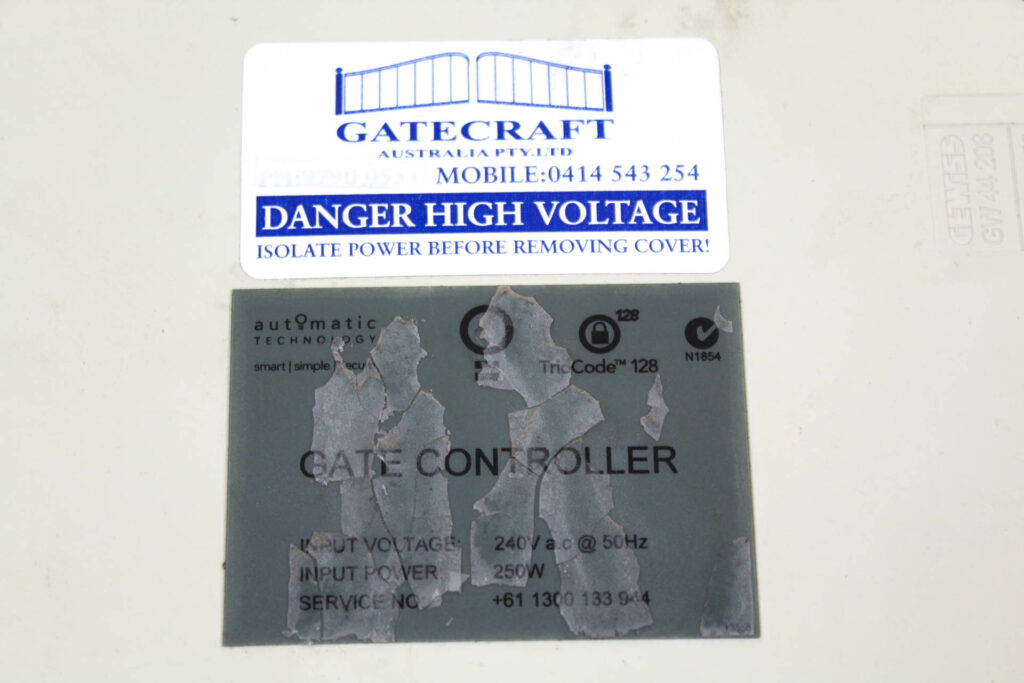 GATECRAFT
AUSTRALIA PTY.LTD
MOBILE:0414 543 254
DANGER HIGH VOLTAGE
ISOLATE POWER BEFORE REMOVING COVER!
GEWISS
GW 44 208
automatic
TECHNOLOGY
smart | simple | secure
128
TrioCode™ 128
N1854
GATE CONTROLLER
INPUT VOLTAGE: 240V a.c @ 50Hz
INPUT POWER 250W
SERVICE NO. +61 1300 133 944